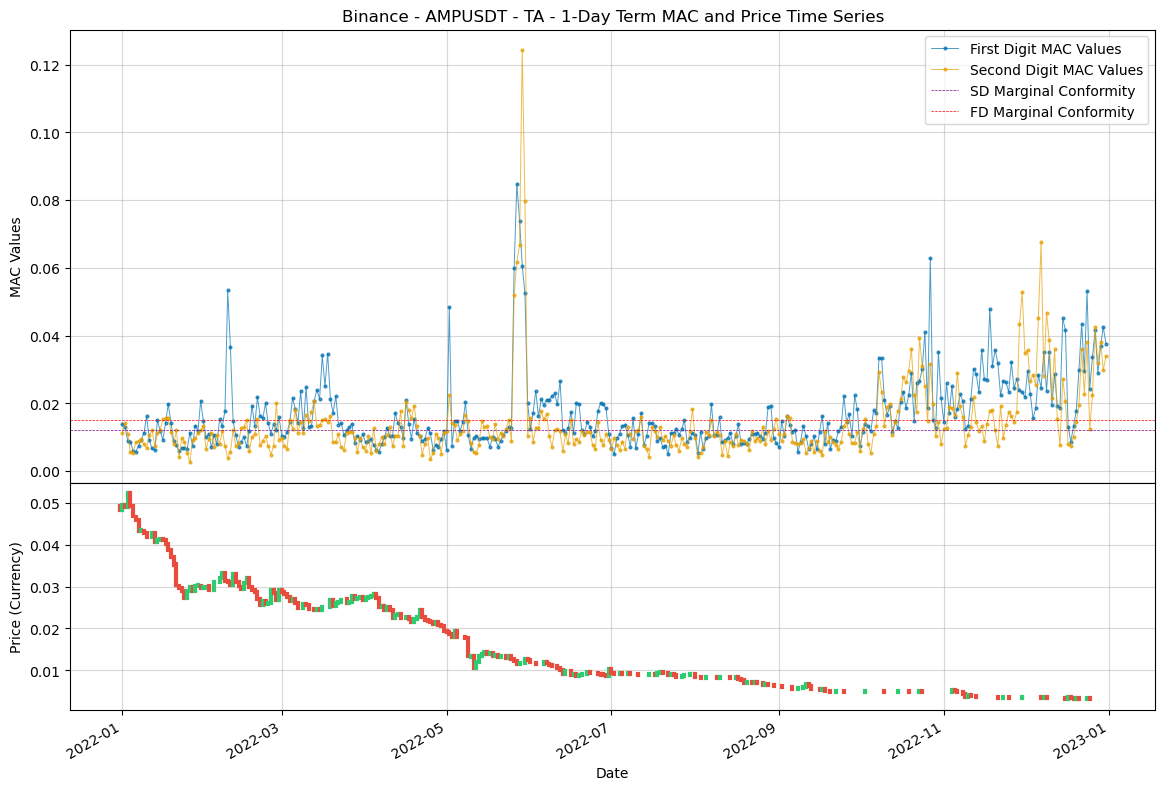 Binance - AMPUSDT - TA - 1-Day Term MAC and Price Time Series
First Digit MAC Values
Second Digit MAC Values
SD Marginal Conformity
FD Marginal Conformity
MAC Values
0.12
0.10
0.08
0.06
0.04
0.02
0.00
Price (Currency)
0.05
0.04
0.03
0.02
0.01
2022-01
2022-03
2022-05
2022-07
2022-09
2022-11
2023-01
Date